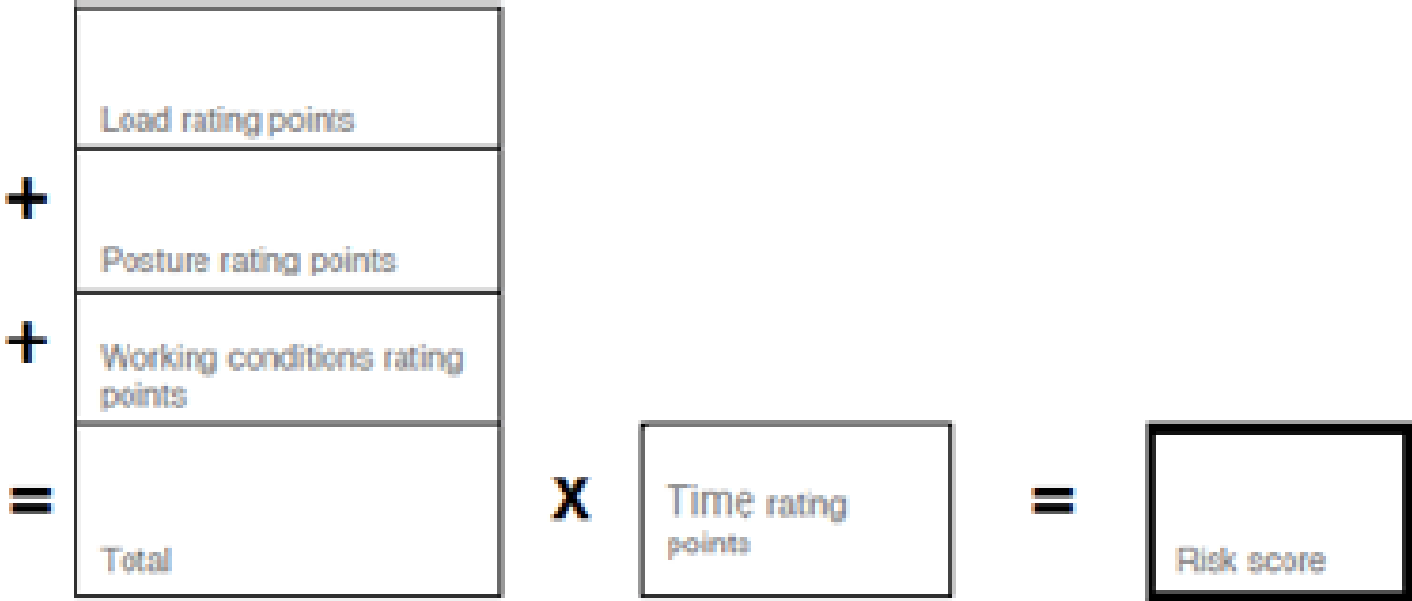 Load rating points
+
Posture rating points
+
Working conditions rating
points
=
Total
X
Time rating
points
=
Risk score